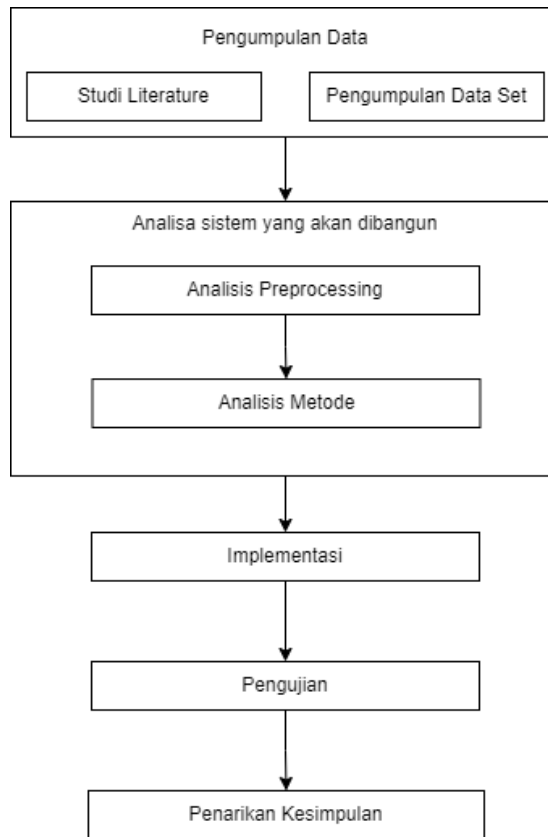 Pengumpulan Data
Studi Literature
Pengumpulan Data Set
Analisa sistem yang akan dibangun
Analisis Preprocessing
Analisis Metode
Implementasi
Pengujian
Penarikan Kesimpulan